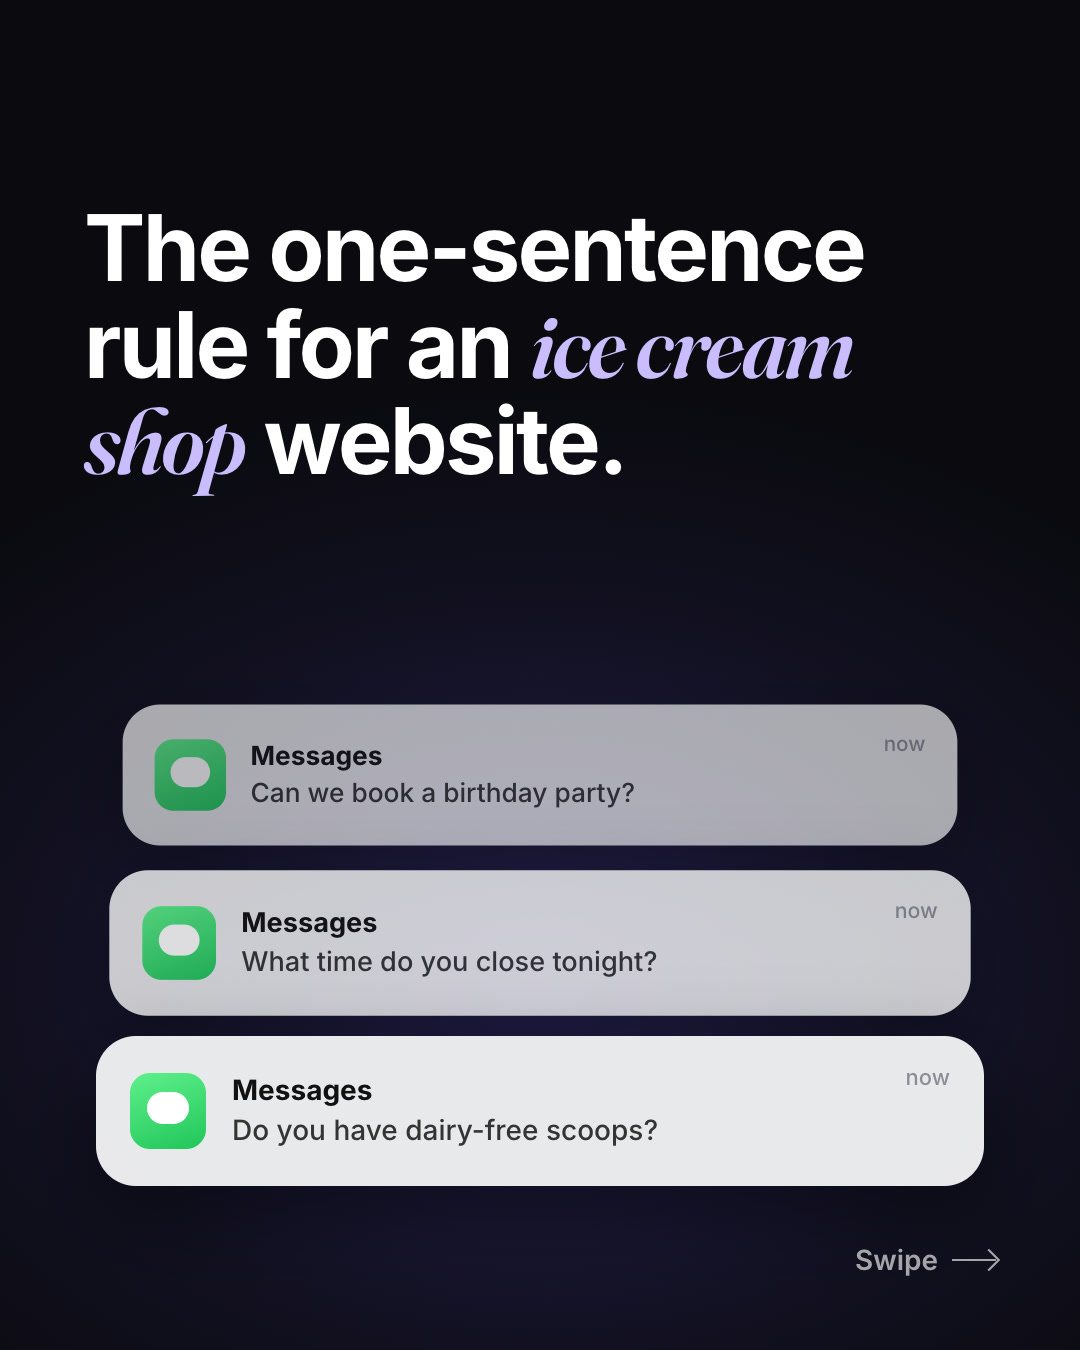 The one-sentence
rule for an ice cream
shop website.
Messages
now
Can we book a birthday party?
Messages
now
What time do you close tonight?
Messages
now
Do you have dairy-free scoops?
Swipe